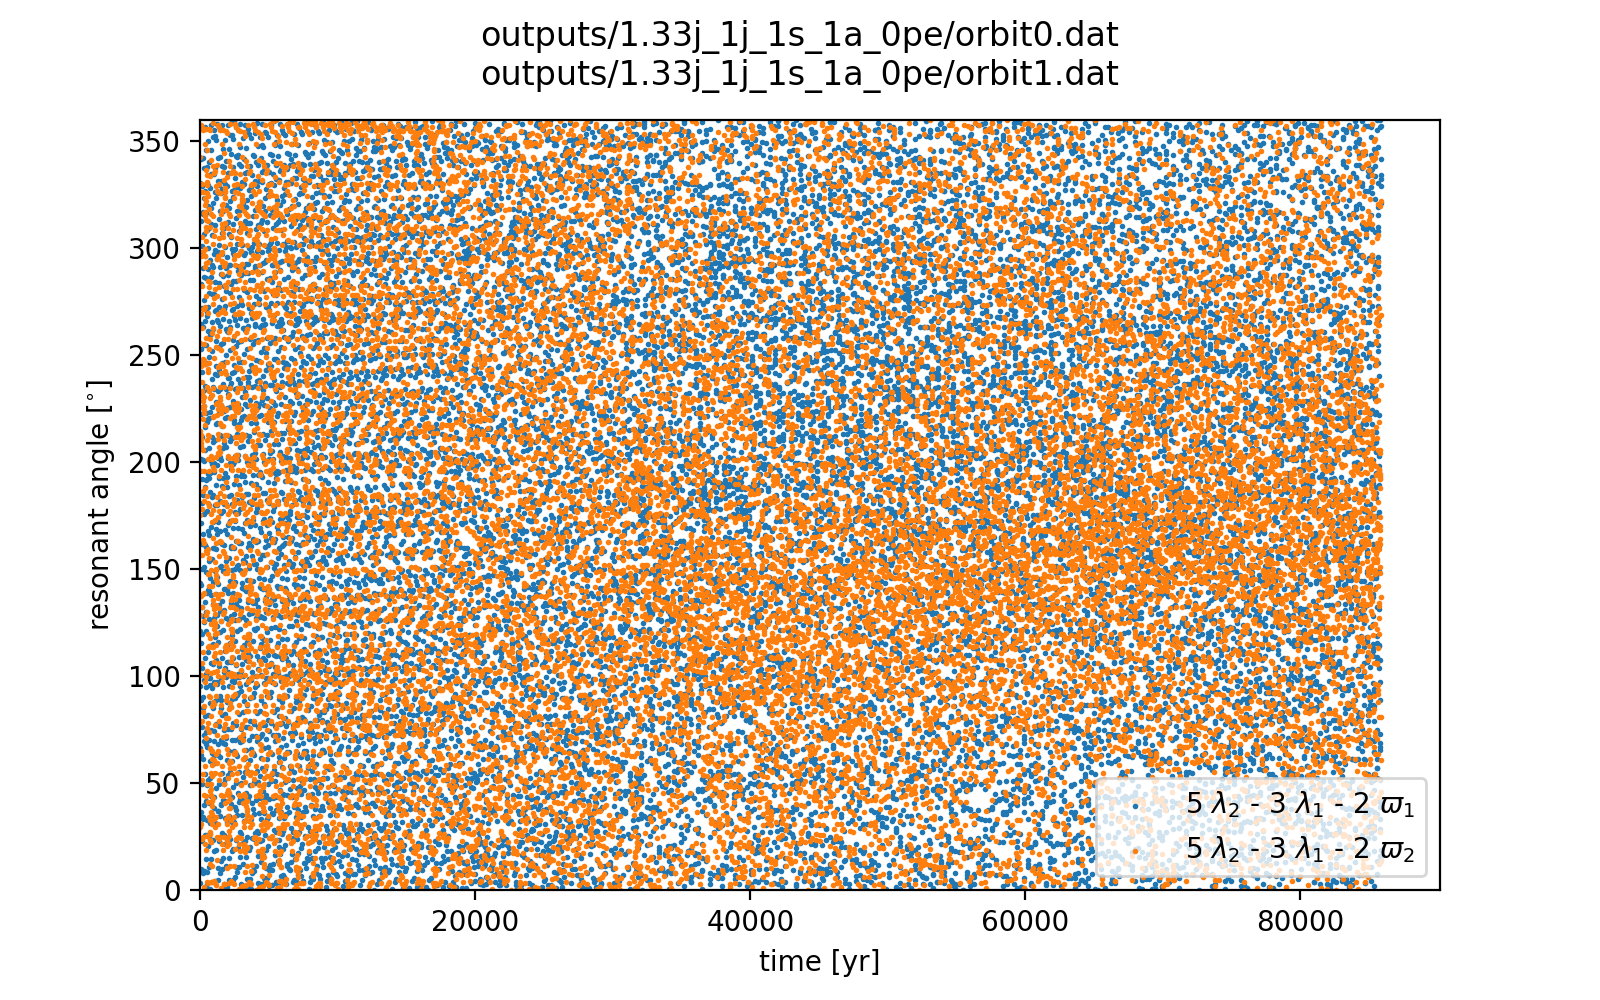 outputs/1.33j_1j_1s_1a_0pe/orbit0.dat
outputs/1.33j_1j_1s_1a_0pe/orbit1.dat
350
300
250
200
150
100
50
0
resonant angle [°]
5 λ₂ - 3 λ₁ - 2 ϖ₁
5 λ₂ - 3 λ₁ - 2 ϖ₂
0 20000 40000 60000 80000
time [yr]